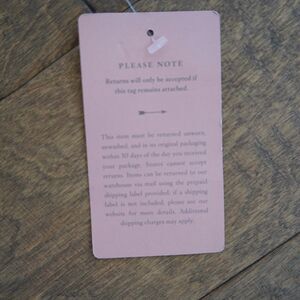 PLEASE NOTE
Returns will only be accepted if
this tag remains attached.
This item must be returned unworn,
unwashed, and in its original packaging
within 30 days of the day you received
your package. Stores cannot accept
returns. Items can be returned to our
warehouse via mail using the prepaid
shipping label provided; if a shipping
label is not included, please see our
website for more details. Additional
shipping charges may apply.